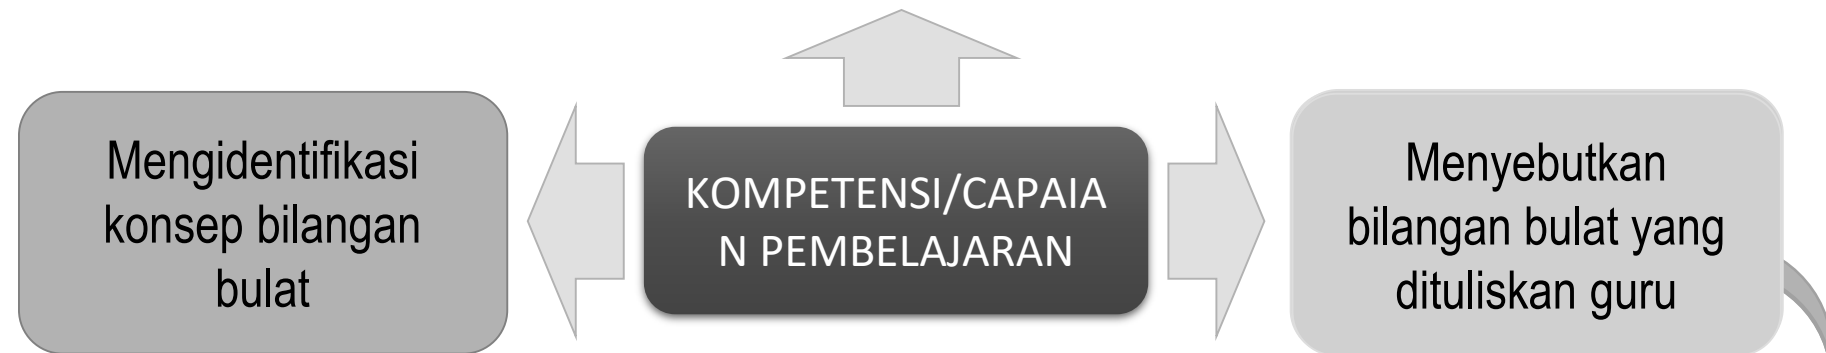 Mengidentifikasi
konsep bilangan
bulat
KOMPETENSI/CAPAIA
N PEMBELAJARAN
Menyebutkan
bilangan bulat yang
dituliskan guru